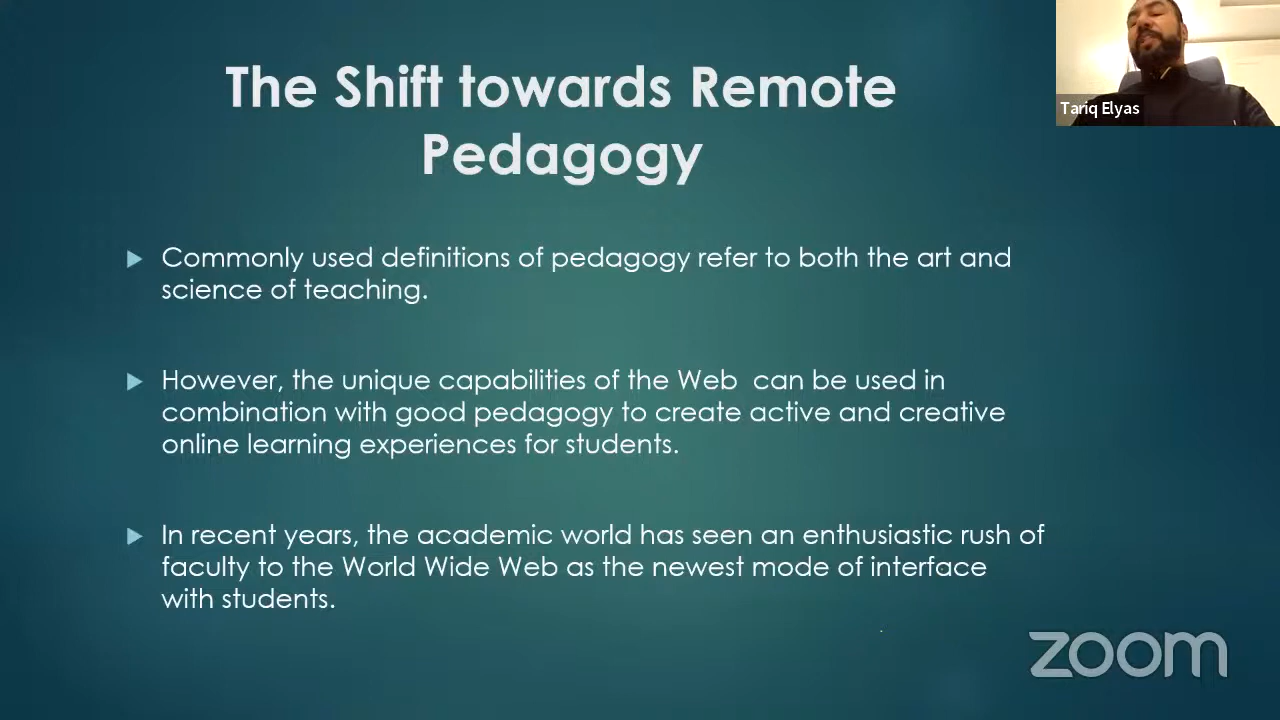 The Shift towards Remote
Pedagogy
Commonly used definitions of pedagogy refer to both the art and
science of teaching.
However, the unique capabilities of the Web  can be used in
combination with good pedagogy to create active and creative
online learning experiences for students.
In recent years, the academic world has seen an enthusiastic rush of
faculty to the World Wide Web as the newest mode of interface
with students.
Tariq Elyas
zoom